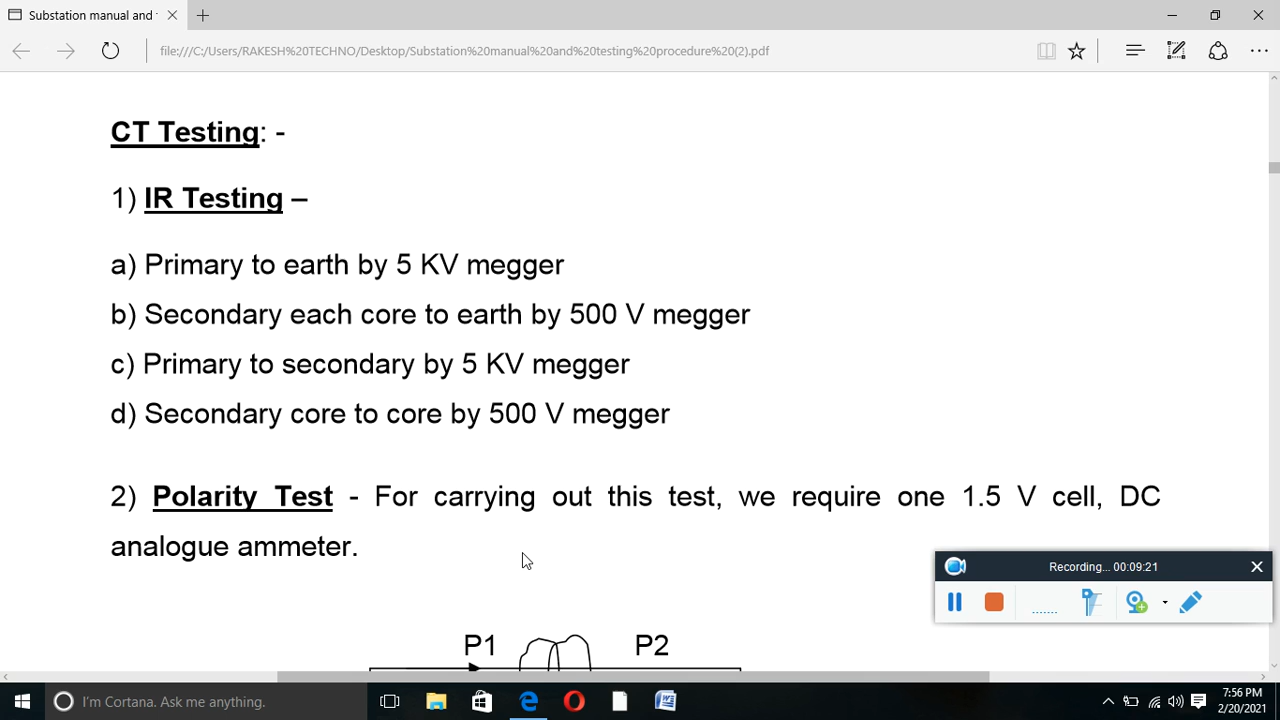 Substation manual and
file:///C:/Users/RAKESH%20TECHNO/Desktop/Substation%20manual%20and%20testing%20procedure%20(2).pdf
CT Testing: -
1) IR Testing –
a) Primary to earth by 5 KV megger
b) Secondary each core to earth by 500 V megger
c) Primary to secondary by 5 KV megger
d) Secondary core to core by 500 V megger
2) Polarity Test - For carrying out this test, we require one 1.5 V cell, DC
analogue ammeter.
Recording... 00:09:21
P1 P2
I'm Cortana. Ask me anything.
7:56 PM
2/20/2021